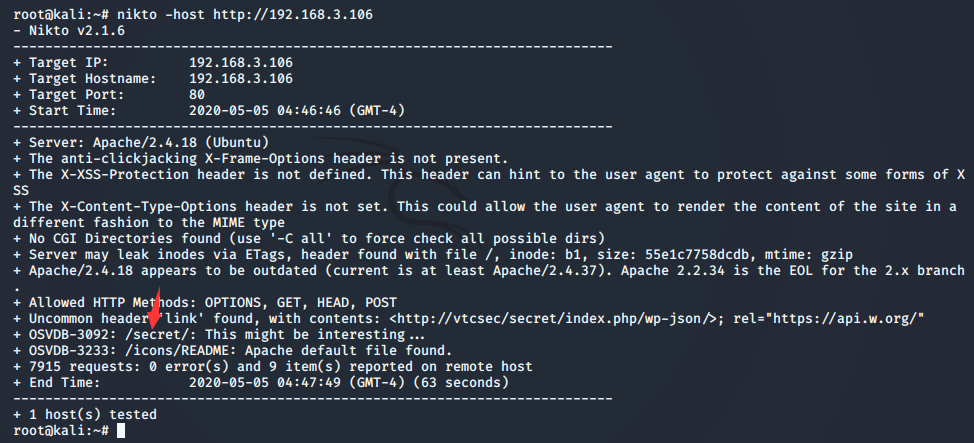 root@kali:~# nikto -host http://192.168.3.106
- Nikto v2.1.6
---------------------------------------------------------------------------
+ Target IP:          192.168.3.106
+ Target Hostname:    192.168.3.106
+ Target Port:        80
+ Start Time:         2020-05-05 04:46:46 (GMT-4)
---------------------------------------------------------------------------
+ Server: Apache/2.4.18 (Ubuntu)
+ The anti-clickjacking X-Frame-Options header is not present.
+ The X-XSS-Protection header is not defined. This header can hint to the user agent to protect against some forms of X
SS
+ The X-Content-Type-Options header is not set. This could allow the user agent to render the content of the site in a
different fashion to the MIME type
+ No CGI Directories found (use '-C all' to force check all possible dirs)
+ Server may leak inodes via ETags, header found with file /, inode: b1, size: 55e1c7758dcdb, mtime: gzip
+ Apache/2.4.18 appears to be outdated (current is at least Apache/2.4.37). Apache 2.2.34 is the EOL for the 2.x branch
.
+ Allowed HTTP Methods: OPTIONS, GET, HEAD, POST
+ Uncommon header 'link' found, with contents: <http://vtcsec/secret/index.php/wp-json/>; rel="https://api.w.org/"
+ OSVDB-3092: /secret/: This might be interesting...
+ OSVDB-3233: /icons/README: Apache default file found.
+ 7915 requests: 0 error(s) and 9 item(s) reported on remote host
+ End Time:           2020-05-05 04:47:49 (GMT-4) (63 seconds)
---------------------------------------------------------------------------
+ 1 host(s) tested
root@kali:~#